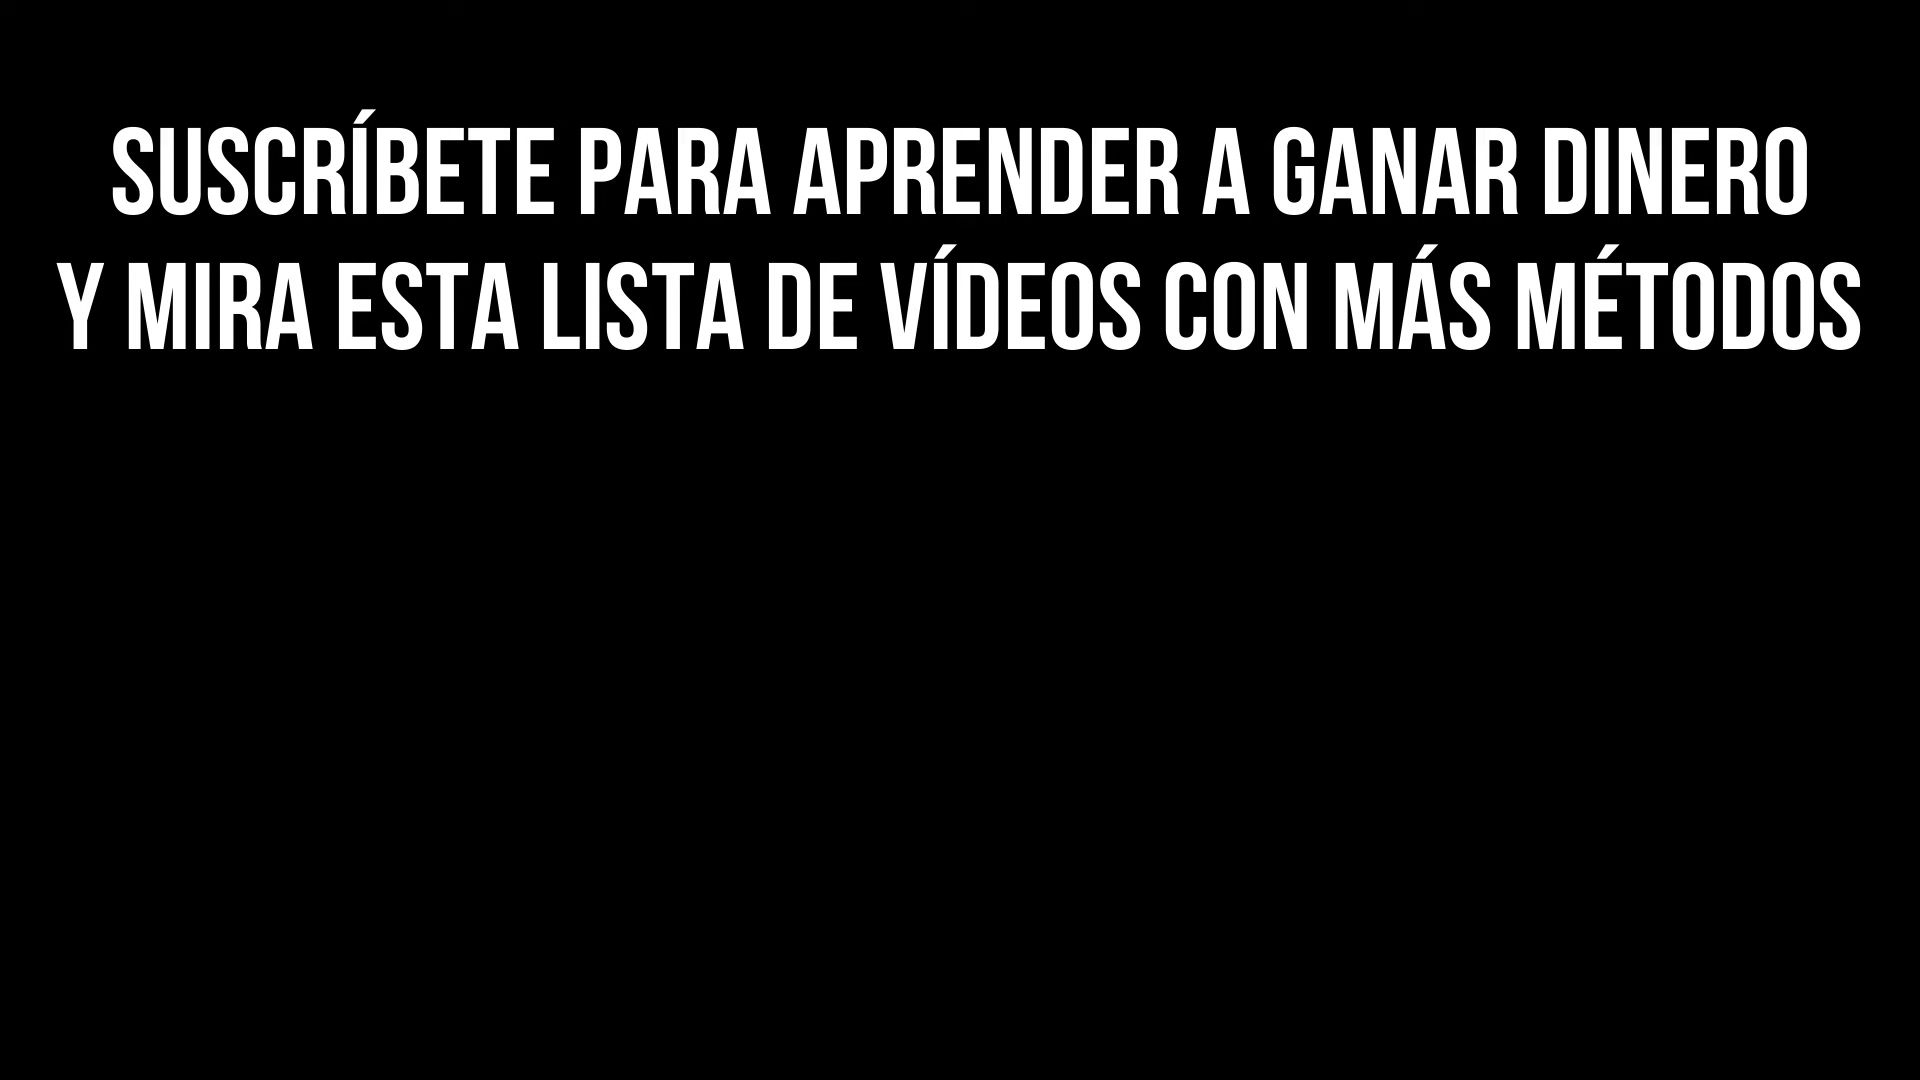 SUSCRÍBETE PARA APRENDER A GANAR DINERO
Y MIRA ESTA LISTA DE VÍDEOS CON MÁS MÉTODOS